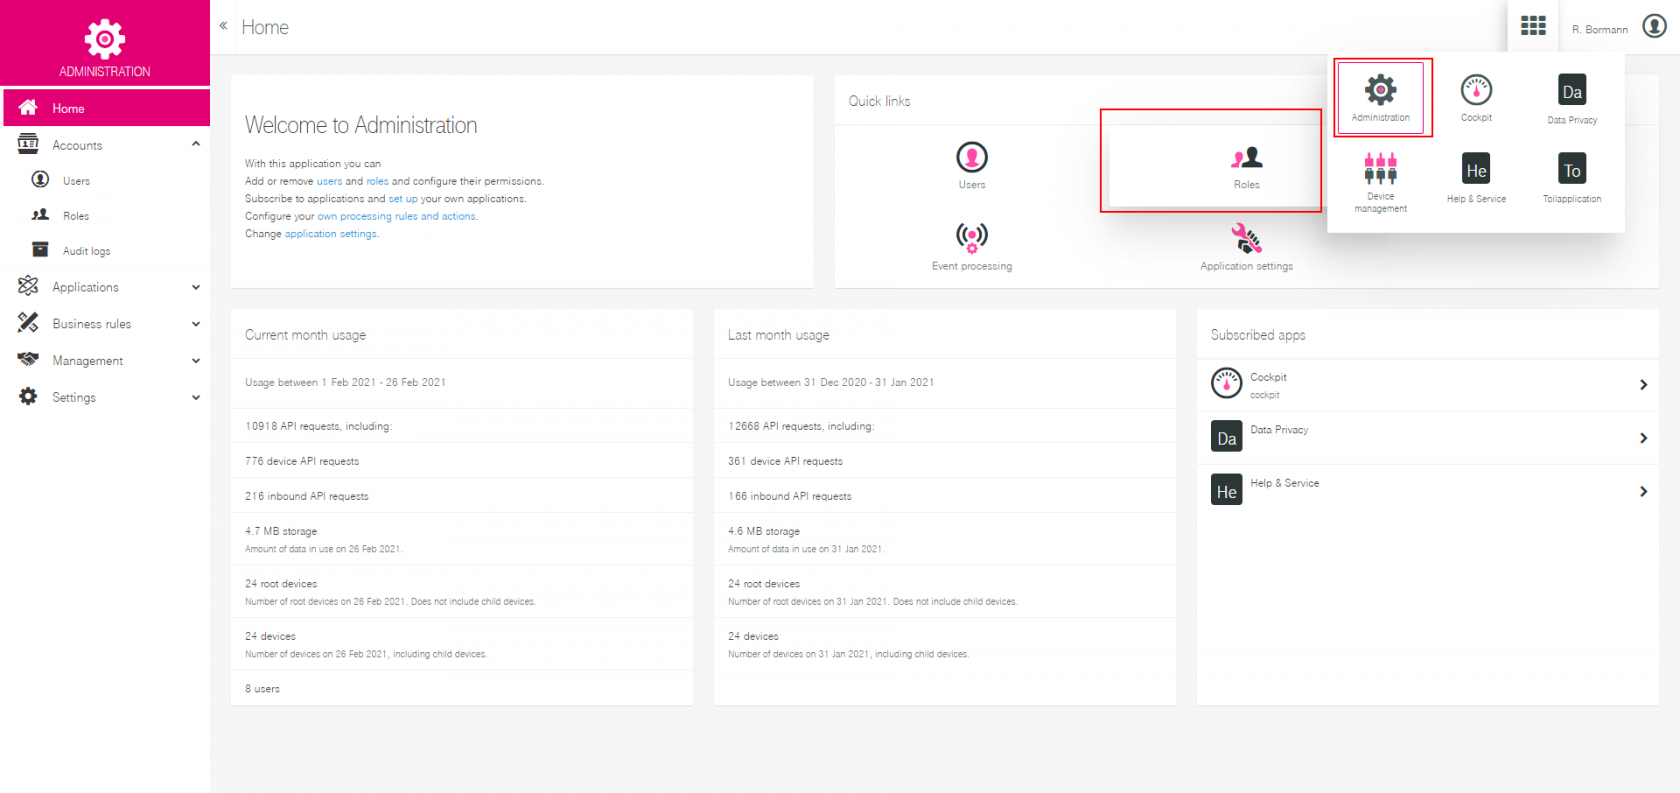 ADMINISTRATION
Home
Accounts
Users
Roles
Audit logs
Applications
Business rules
Management
Settings
«
Home
R. Bormann
Administration
Cockpit
Da
Data Privacy
Device
management
He
Help & Service
To
Toilapplication
Welcome to Administration
With this application you can
Add or remove users and roles and configure their permissions.
Subscribe to applications and set up your own applications.
Configure your own processing rules and actions.
Change application settings.
Quick links
Users
Roles
Event processing
Application settings
Current month usage
Usage between 1 Feb 2021 - 26 Feb 2021
10918 API requests, including:
776 device API requests
216 inbound API requests
4.7 MB storage
Amount of data in use on 26 Feb 2021.
24 root devices
Number of root devices on 26 Feb 2021. Does not include child devices.
24 devices
Number of devices on 26 Feb 2021, including child devices.
8 users
Last month usage
Usage between 31 Dec 2020 - 31 Jan 2021
12668 API requests, including:
361 device API requests
166 inbound API requests
4.6 MB storage
Amount of data in use on 31 Jan 2021.
24 root devices
Number of root devices on 31 Jan 2021. Does not include child devices.
24 devices
Number of devices on 31 Jan 2021, including child devices.
Subscribed apps
Cockpit
cockpit
Da
Data Privacy
He
Help & Service